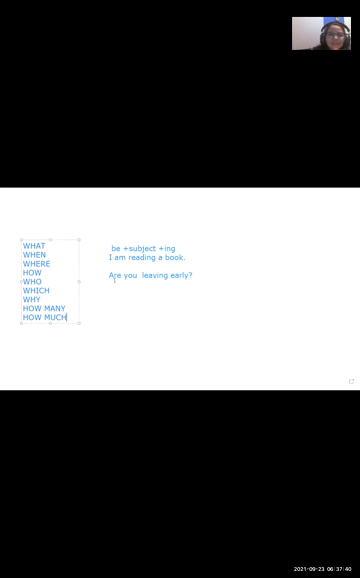 WHAT
WHEN
WHERE
HOW
WHO
WHICH
WHY
HOW MANY
HOW MUCH
be +subject +ing
I am reading a book.
Are you leaving early?
2021-09-23 06:37:40